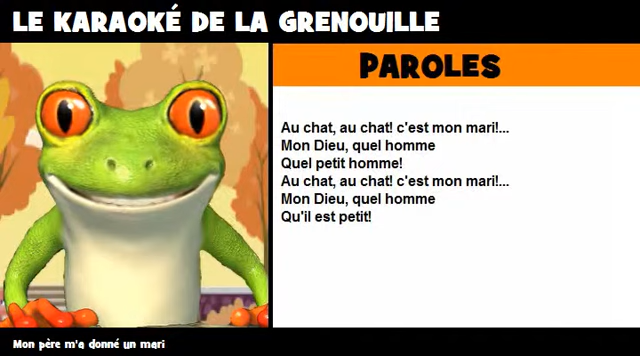 LE KARAOKÉ DE LA GRENOUILLE
PAROLES
Au chat, au chat! c'est mon mari!...
Mon Dieu, quel homme
Quel petit homme!
Au chat, au chat! c'est mon mari!...
Mon Dieu, quel homme
Qu'il est petit!
Mon père m'a donné un mari